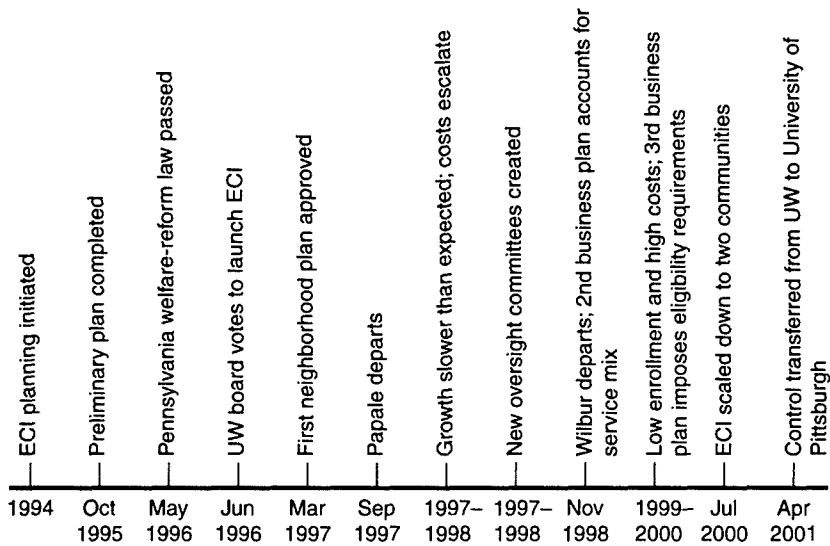 ECI planning initiated
Preliminary plan completed
Pennsylvania welfare-reform law passed
UW board votes to launch ECI
First neighborhood plan approved
Papale departs
Growth slower than expected; costs escalate
New oversight committees created
Wilbur departs; 2nd business plan accounts for
service mix
Low enrollment and high costs; 3rd business
plan imposes eligibility requirements
ECI scaled down to two communities
Control transferred from UW to University of
Pittsburgh
1994
Oct
1995
May
1996
Jun
1996
Mar
1997
Sep
1997
1997–
1998
1997–
1998
Nov
1998
1999–
2000
Jul
2000
Apr
2001